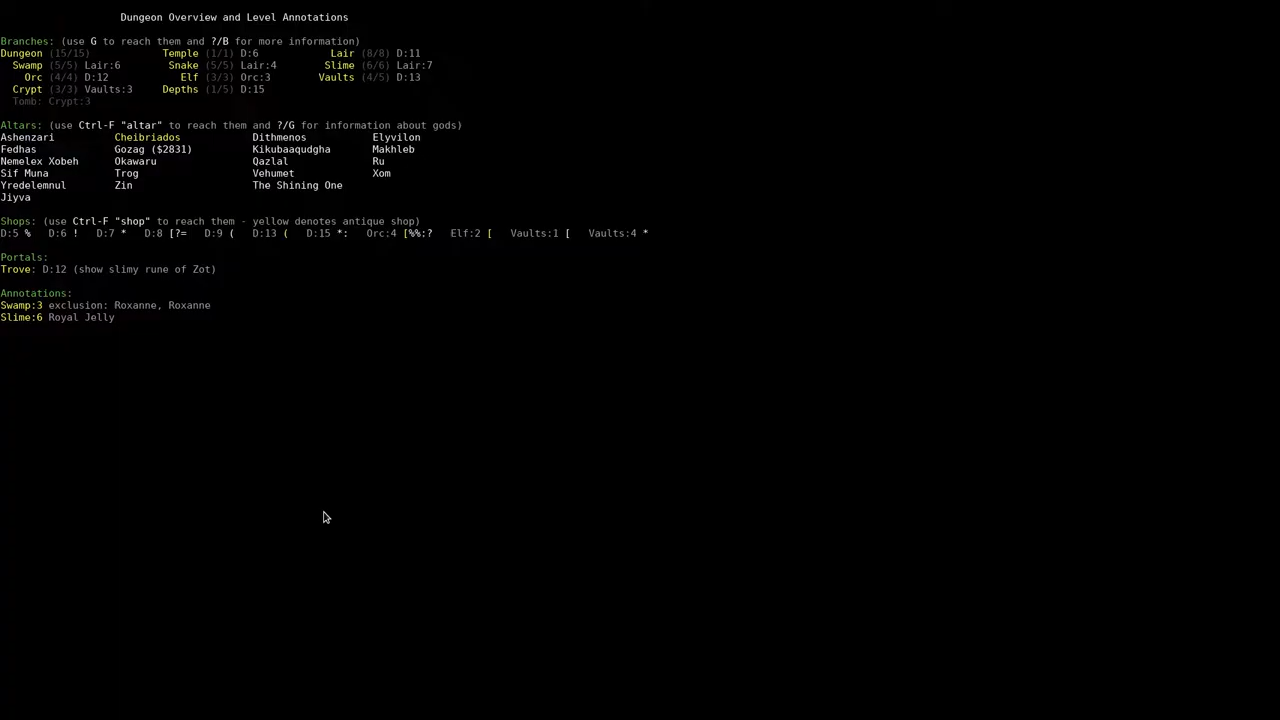 Dungeon Overview and Level Annotations
Branches: (use G to reach them and ?/B for more information)
Dungeon (15/15) Temple (1/1) D:6 Lair (8/8) D:11
Swamp (5/5) Lair:6 Snake (5/5) Lair:4 Slime (6/6) Lair:7
Orc (4/4) D:12 Elf (3/3) Orc:3 Vaults (4/5) D:13
Crypt (3/3) Vaults:3 Depths (1/5) D:15
Tomb: Crypt:3
Altars: (use Ctrl-F "altar" to reach them and ?/G for information about gods)
Ashenzari Cheibriados Dithmenos Elyvilon
Fedhas Gozag ($2831) Kikubaaqudgha Makhleb
Nemelex Xobeh Okawaru Qazlal Ru
Sif Muna Trog Vehumet Xom
Yredelemnul Zin The Shining One
Jiyva
Shops: (use Ctrl-F "shop" to reach them - yellow denotes antique shop)
D:5 % D:6 ! D:7 * D:8 [?= D:9 ( D:13 ( D:15 *: Orc:4 [%%:? Elf:2 [ Vaults:1 [ Vaults:4 *
Portals:
Trove: D:12 (show slimy rune of Zot)
Annotations:
Swamp:3 exclusion: Roxanne, Roxanne
Slime:6 Royal Jelly